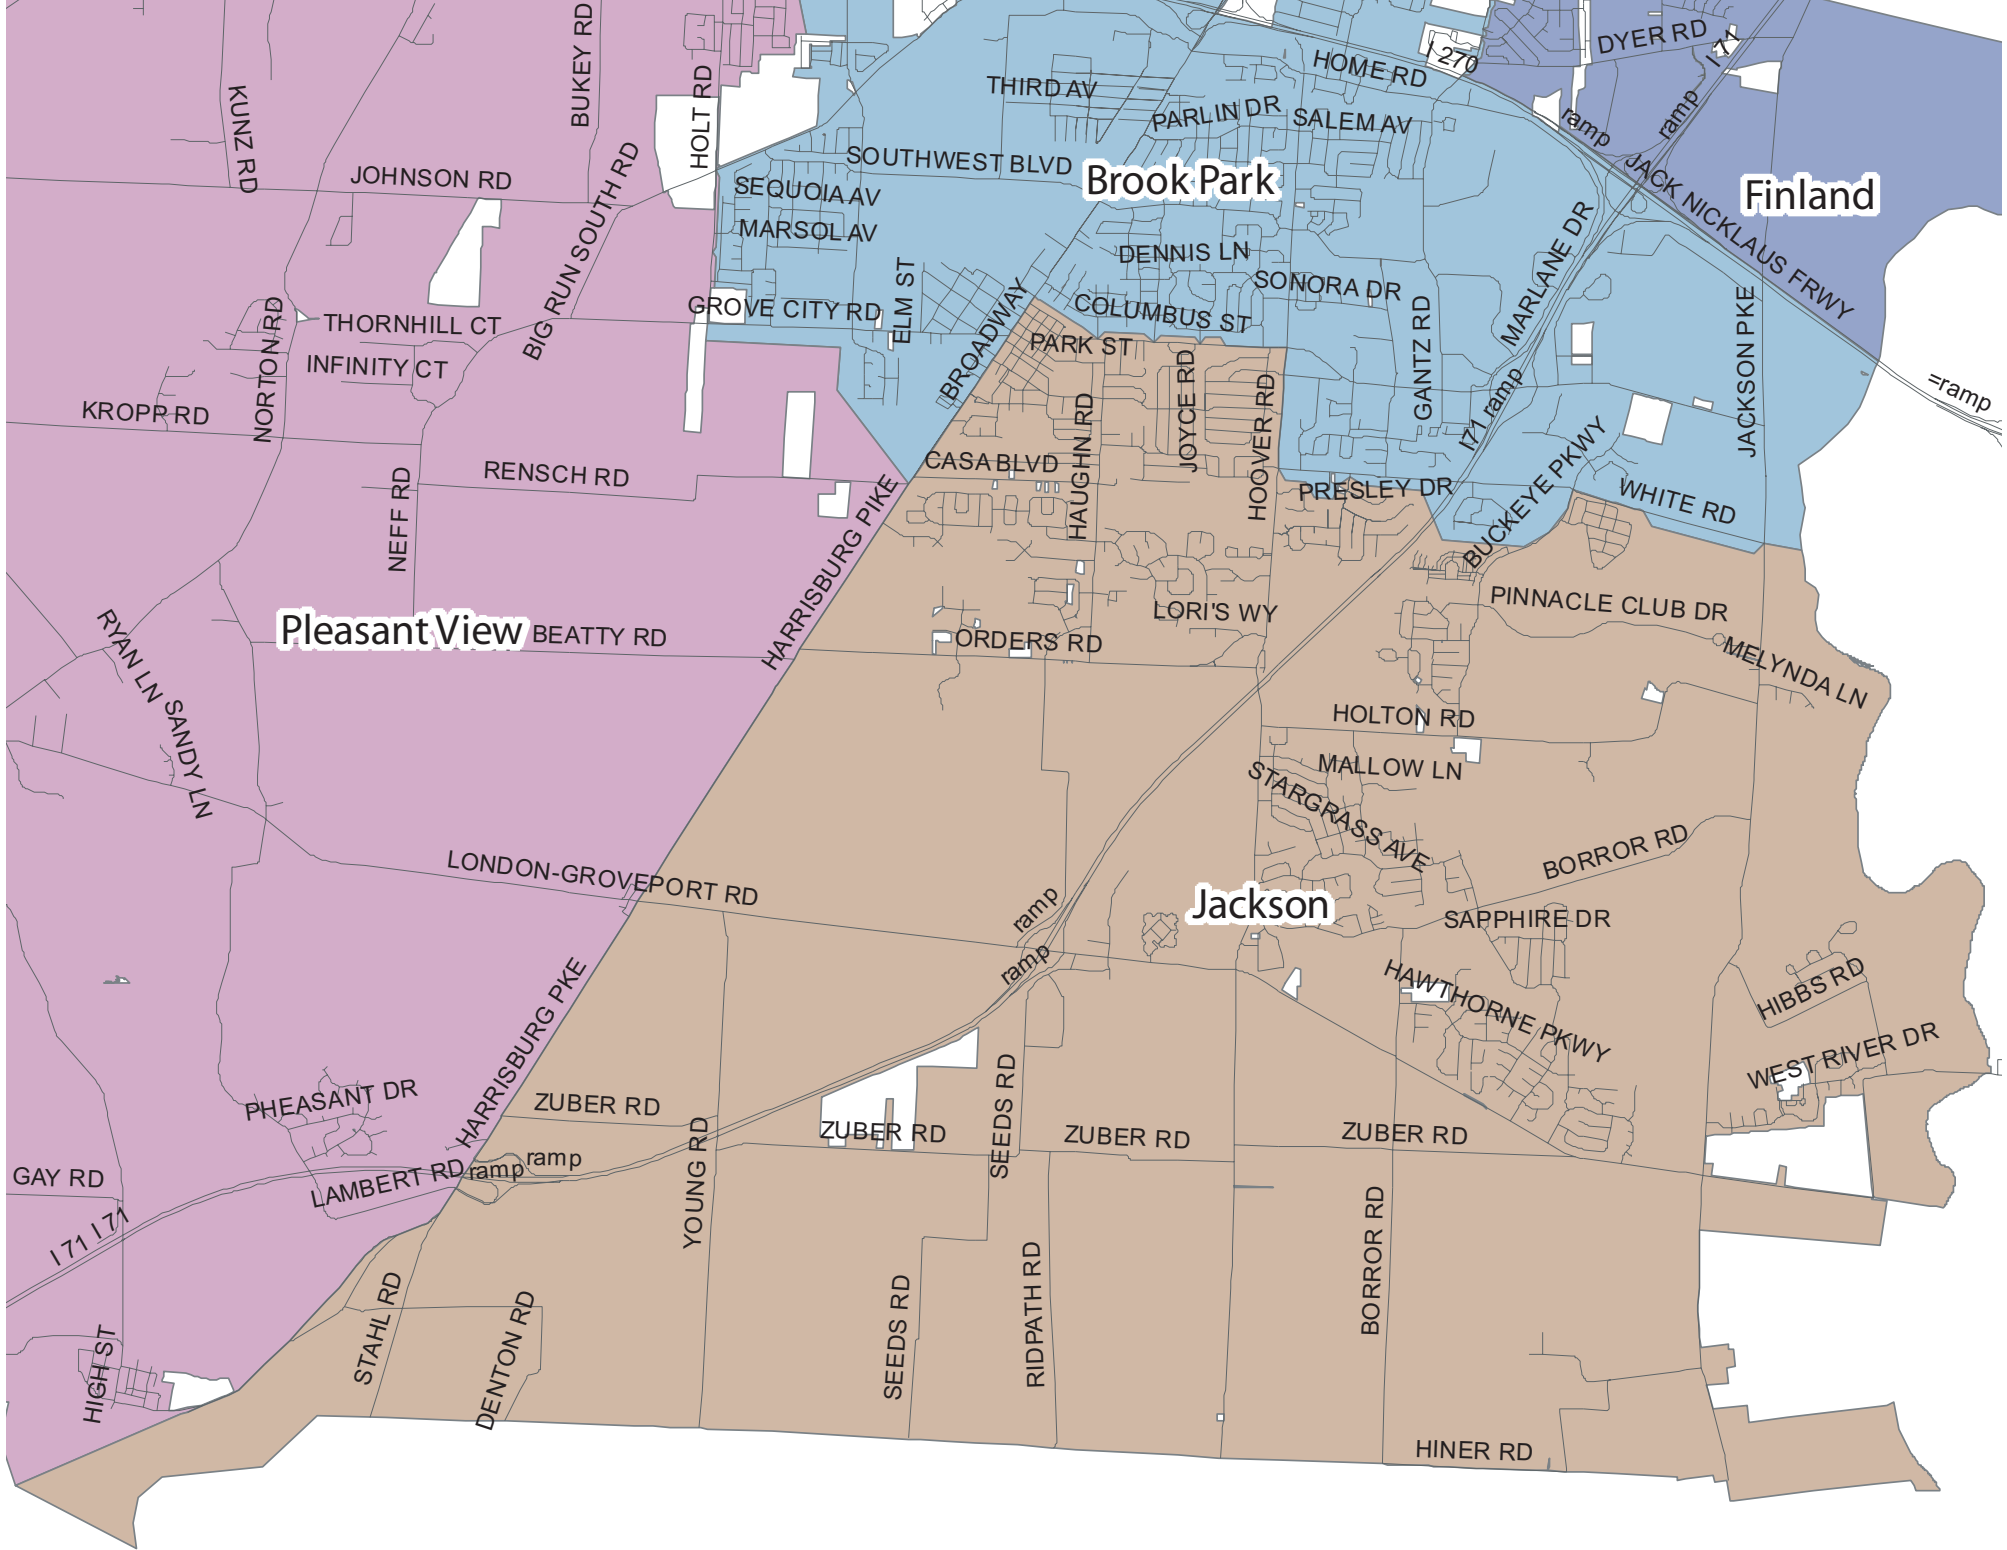 DYER RD
I 71
I 270
HOME RD
BUKEY RD
KUNZ RD
HOLT RD
THIRD AV
PARLIN DR
SALEM AV
ramp
ramp
JOHNSON RD
SOUTHWEST BLVD
Brook Park
JACK NICKLAUS FRWY
Finland
SEQUOIA AV
MARSOL AV
BIG RUN SOUTH RD
DENNIS LN
MARLANE DR
SONORA DR
ELM ST
GROVE CITY RD
BROADWAY
COLUMBUS ST
JACKSON PKE
NORTON RD
THORNHILL CT
INFINITY CT
PARK ST
JOYCE RD
HOOVER RD
GANTZ RD
I71 ramp
=ramp
KROPP RD
HAUGHN RD
CASA BLVD
RENSCH RD
NEFF RD
HARRISBURG PIKE
PRESLEY DR
BUCKEYE PKWY
WHITE RD
PINNACLE CLUB DR
LORI'S WY
RYAN LN
Pleasant View
BEATTY RD
ORDERS RD
MELYNDA LN
SANDY LN
HOLTON RD
MALLOW LN
STARGRASS AVE
BORROR RD
LONDON-GROVEPORT RD
ramp
Jackson
SAPPHIRE DR
ramp
HARRISBURG PKE
HAWTHORNE PKWY
HIBBS RD
WEST RIVER DR
PHEASANT DR
ZUBER RD
ZUBER RD
SEEDS RD
ZUBER RD
ZUBER RD
YOUNG RD
ramp
ramp
LAMBERT RD
GAY RD
I 71
I 71
BORROR RD
RIDPATH RD
SEEDS RD
STAHL RD
DENTON RD
HIGH ST
HINER RD